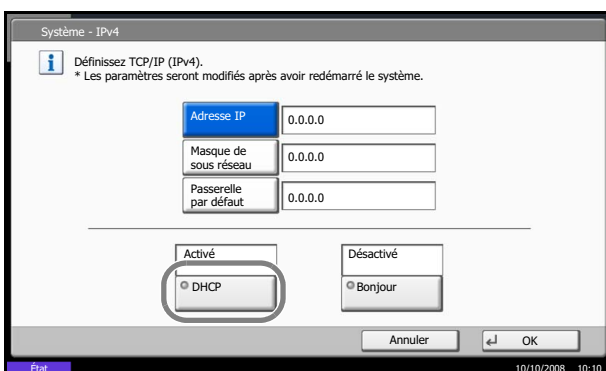 Système - IPv4
Définissez TCP/IP (IPv4).
* Les paramètres seront modifiés après avoir redémarré le système.
Adresse IP
0.0.0.0
Masque de
sous réseau
0.0.0.0
Passerelle
par défaut
0.0.0.0
Activé
Désactivé
DHCP
Bonjour
Annuler
OK
État
10/10/2008 10:10